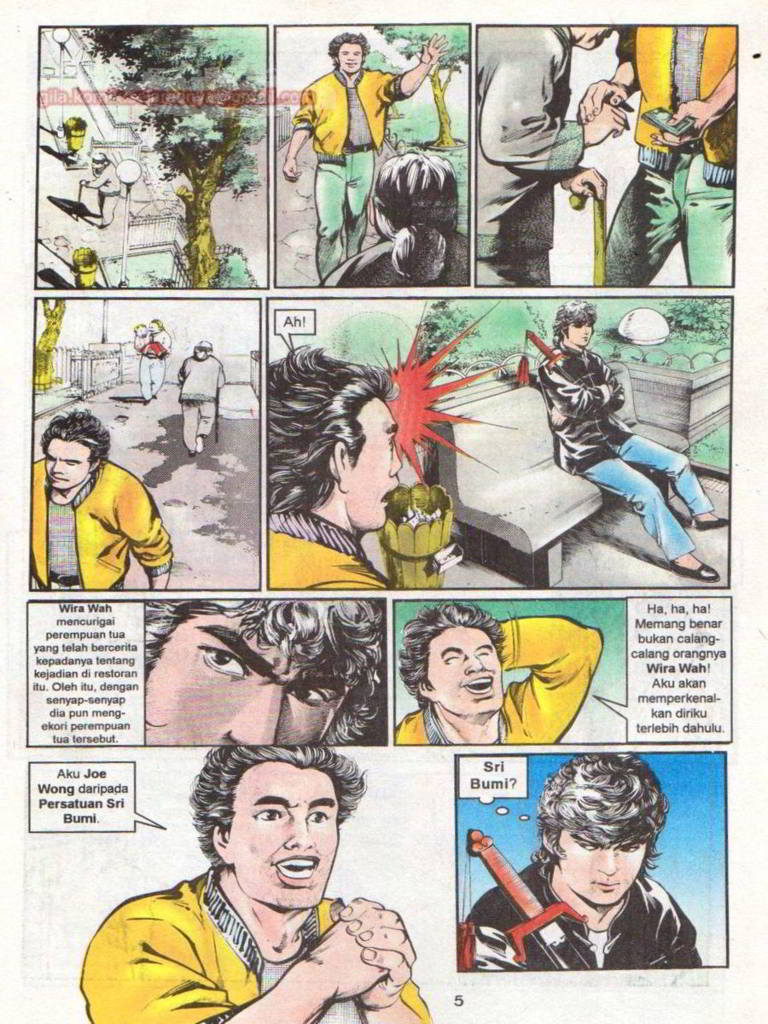 Ah!
Wira Wah
mencurigai
perempuan tua
yang telah bercerita
kepadanya tentang
kejadian di restoran
itu. Oleh itu, dengan
senyap-senyap
dia pun meng-
ekori perempuan
tua tersebut.
Ha, ha, ha!
Memang benar
bukan calang-
calang orangnya
Wira Wah!
Aku akan
memperkenal-
kan diriku
terlebih dahulu.
Aku Joe
Wong daripada
Persatuan Sri
Bumi.
Sri
Bumi?
5